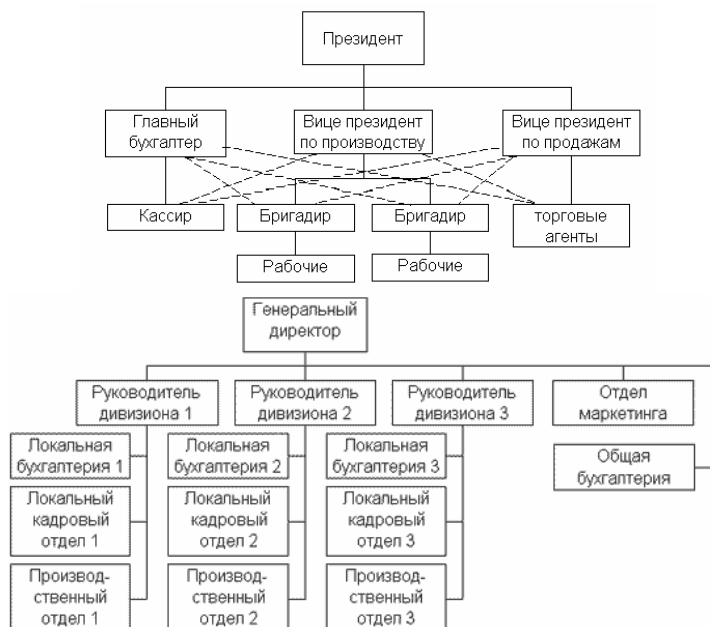 Президент
Главный
бухгалтер
Вице президент
по производству
Вице президент
по продажам
Кассир
Бригадир
Бригадир
торговые
агенты
Рабочие
Рабочие
Генеральный
директор
Руководитель
дивизиона 1
Руководитель
дивизиона 2
Руководитель
дивизиона 3
Отдел
маркетинга
Локальная
бухгалтерия 1
Локальная
бухгалтерия 2
Локальная
бухгалтерия 3
Общая
бухгалтерия
Локальный
кадровый
отдел 1
Локальный
кадровый
отдел 2
Локальный
кадровый
отдел 3
Производ-
ственный
отдел 1
Производ-
ственный
отдел 2
Производ-
ственный
отдел 3